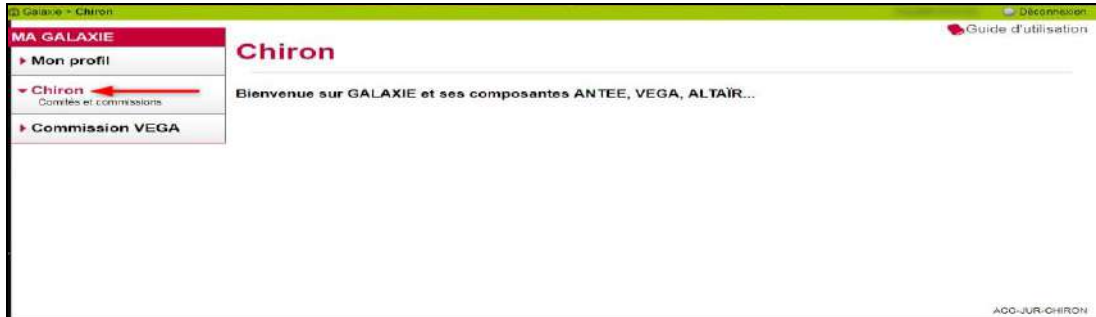 Galaxie > Chiron
Déconnexion
MA GALAXIE
Guide d'utilisation
Mon profil
Chiron
Chiron
Comités et commissions
Bienvenue sur GALAXIE et ses composantes ANTEE, VEGA, ALTAÏR...
Commission VEGA
ACC-JUR-CHIRON